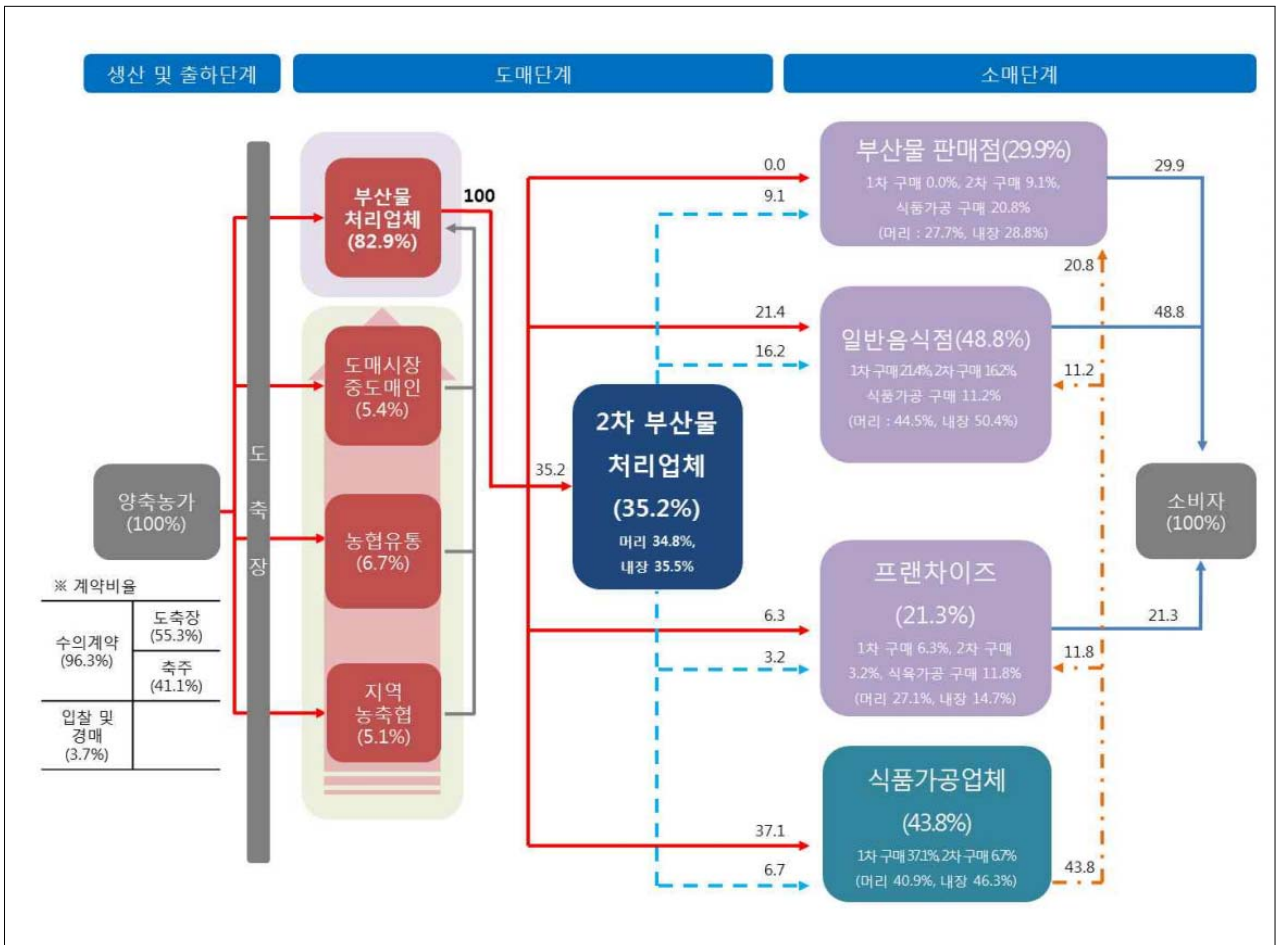 생산 및 출하단계
도매단계
소매단계
양축농가
(100%)
※ 계약비율
수의계약
(96.3%)
도축장
(55.3%)
축주
(41.1%)
입찰 및
경매
(3.7%)
도
축
장
부산물
처리업체
(82.9%)
도매시장
중도매인
(5.4%)
농협유통
(6.7%)
지역
농축협
(5.1%)
100
35.2
2차 부산물
처리업체
(35.2%)
머리 34.8%,
내장 35.5%
0.0
9.1
21.4
16.2
6.3
3.2
37.1
6.7
부산물 판매점(29.9%)
1차 구매 0.0%, 2차 구매 9.1%,
식품가공 구매 20.8%
(머리 : 27.7%, 내장 28.8%)
일반음식점(48.8%)
1차 구매21.4%, 2차 구매 16.2%,
식품가공 구매 11.2%
(머리 : 44.5%, 내장 50.4%)
프랜차이즈
(21.3%)
1차 구매 6.3%, 2차 구매
3.2%, 식육가공 구매 11.8%
(머리 27.1%, 내장 14.7%)
식품가공업체
(43.8%)
1차 구매37.1%, 2차 구매 6.7%
(머리 40.9%, 내장 46.3%)
20.8
11.2
11.8
43.8
29.9
48.8
21.3
소비자
(100%)